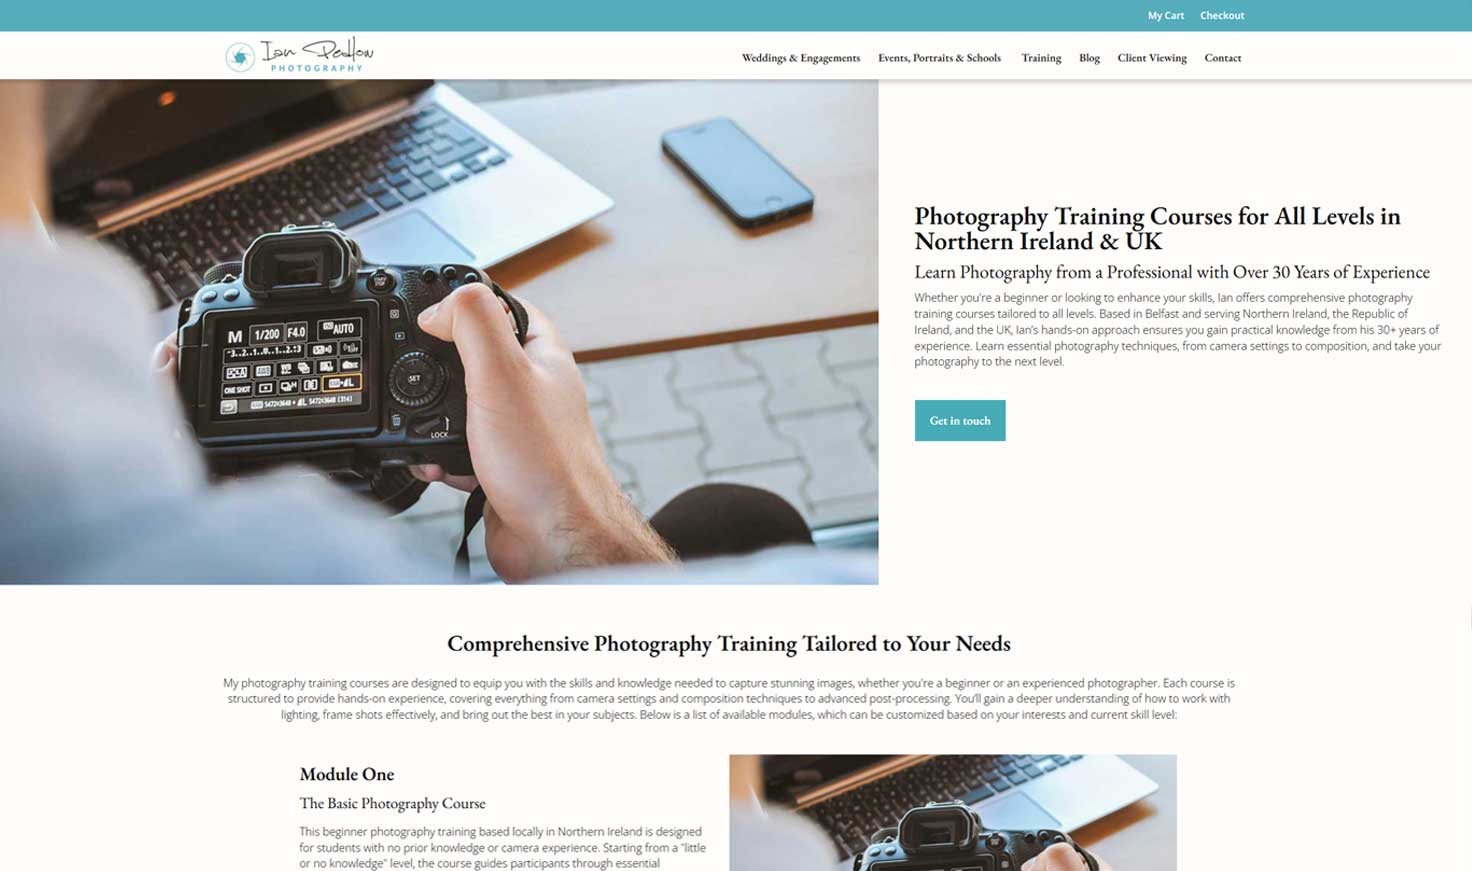 My Cart Checkout
Ian Pedlow
PHOTOGRAPHY
Weddings & Engagements Events, Portraits & Schools Training Blog Client Viewing Contact
M 1/200 F4.0 AUTO
-3..2..1..0..1..2..:3
ONE SHOT
SET
LOCK
Photography Training Courses for All Levels in
Northern Ireland & UK
Learn Photography from a Professional with Over 30 Years of Experience
Whether you're a beginner or looking to enhance your skills, Ian offers comprehensive photography
training courses tailored to all levels. Based in Belfast and serving Northern Ireland, the Republic of
Ireland, and the UK, Ian's hands-on approach ensures you gain practical knowledge from his 30+ years of
experience. Learn essential photography techniques, from camera settings to composition, and take your
photography to the next level.
Get in touch
Comprehensive Photography Training Tailored to Your Needs
My photography training courses are designed to equip you with the skills and knowledge needed to capture stunning images, whether you're a beginner or an experienced photographer. Each course is
structured to provide hands-on experience, covering everything from camera settings and composition techniques to advanced post-processing. You'll gain a deeper understanding of how to work with
lighting, frame shots effectively, and bring out the best in your subjects. Below is a list of available modules, which can be customized based on your interests and current skill level:
Module One
The Basic Photography Course
This beginner photography training based locally in Northern Ireland is designed
for students with no prior knowledge or camera experience. Starting from a "little
or no knowledge" level, the course guides participants through essential